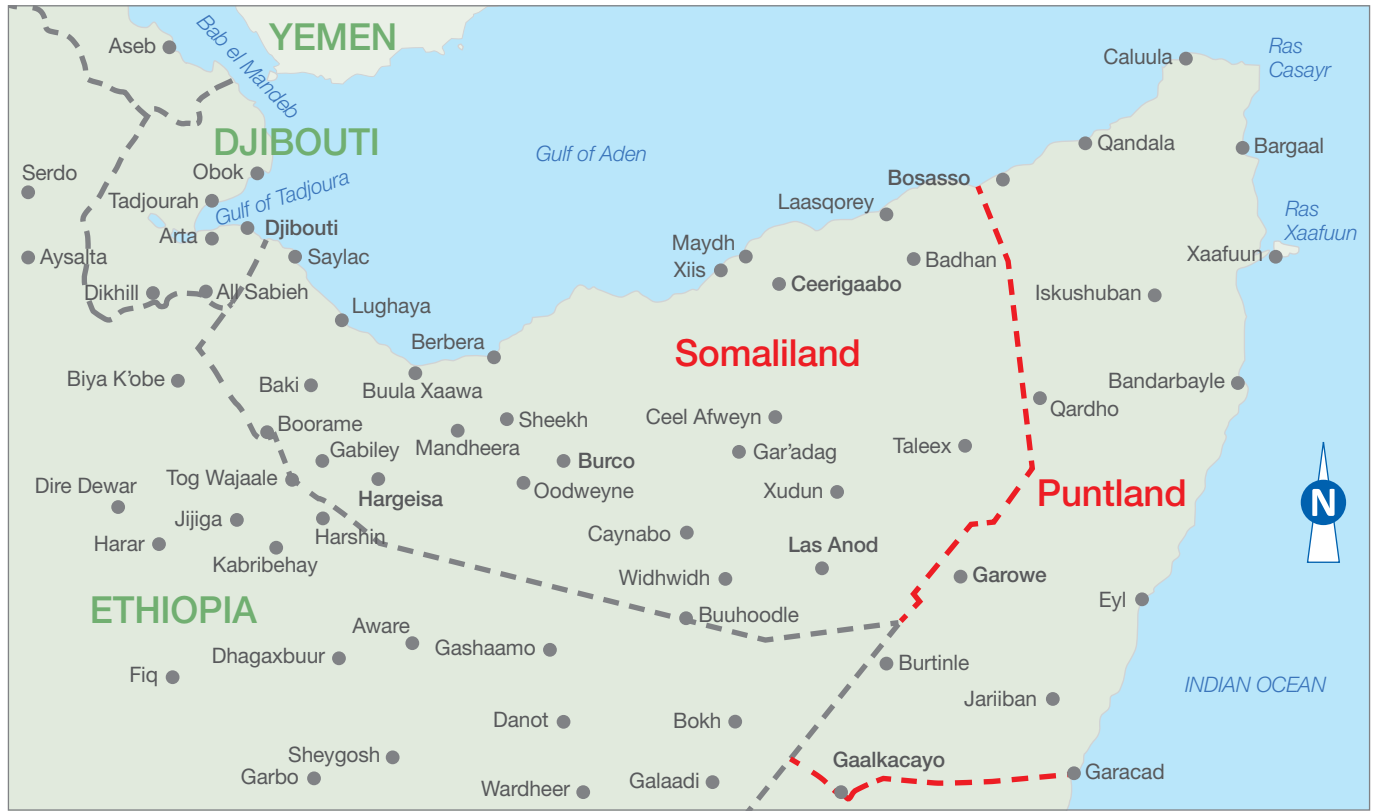 YEMEN
Aseb
Bab el Mandeb
Caluula
Ras
Casayr
DJIBOUTI
Gulf of Aden
Qandala
Bargaal
Serdo
Obok
Bosasso
Tadjourah
Gulf of Tadjoura
Laasqorey
Ras
Xaafuun
Arta
Djibouti
Aysalta
Saylac
Maydh
Xiis
Badhan
Xaafuun
Dikhill
All Sabieh
Ceerigaabo
Iskushuban
Lughaya
Berbera
Somaliland
Biya K'obe
Baki
Buula Xaawa
Bandarbayle
Qardho
Boorame
Sheekh
Ceel Afweyn
Mandheera
Gabiley
Gar'adag
Taleex
Tog Wajaale
Burco
Dire Dewar
Hargeisa
Oodweyne
Xudun
Puntland
N
Jijiga
Harar
Harshin
Caynabo
Las Anod
Kabribehay
Widhwidh
Garowe
ETHIOPIA
Buuhoodle
Eyl
Aware
Gashaamo
Dhagaxbuur
Burtinle
Fiq
INDIAN OCEAN
Jariiban
Danot
Bokh
Sheygosh
Gaalkacayo
Garbo
Wardheer
Galaadi
Garacad